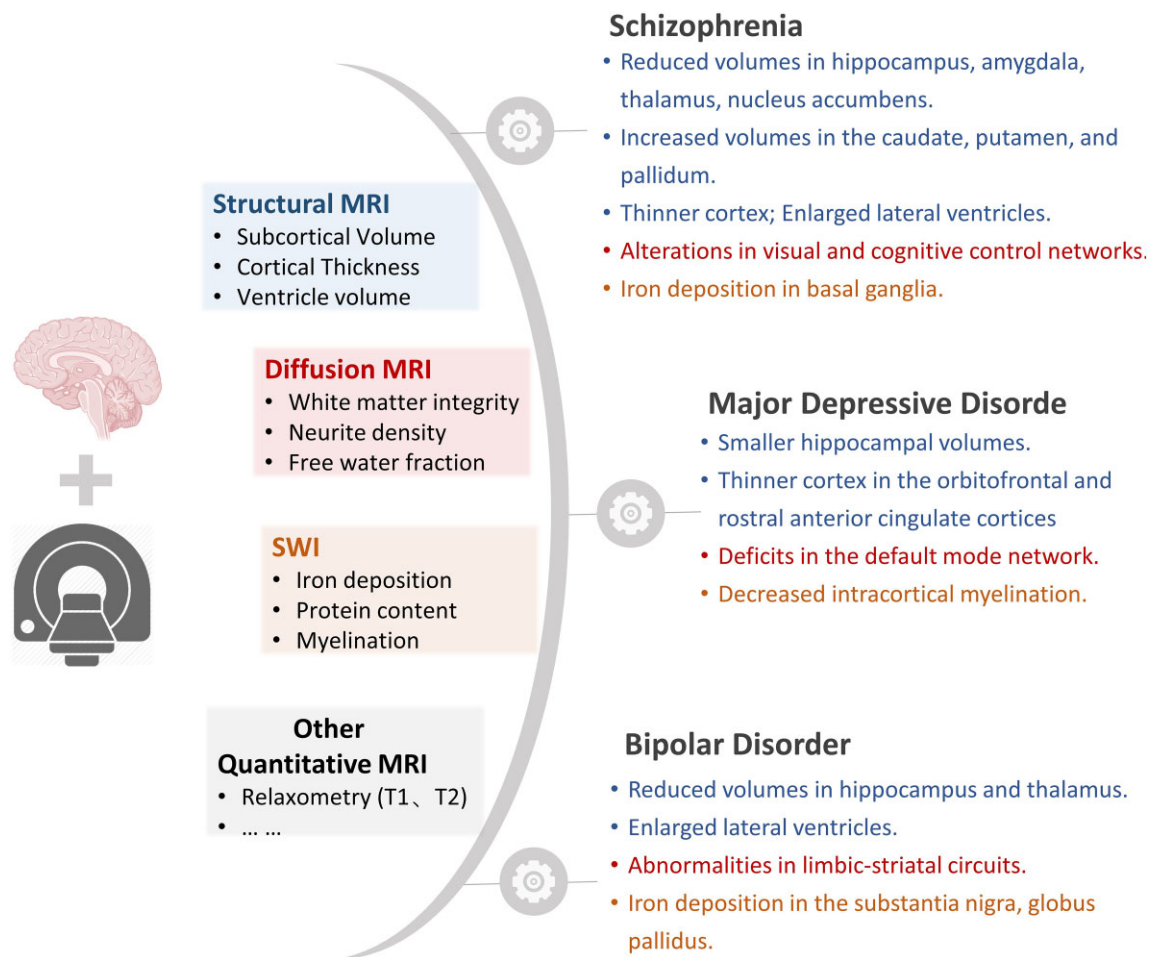 Schizophrenia
• Reduced volumes in hippocampus, amygdala,
thalamus, nucleus accumbens.
• Increased volumes in the caudate, putamen, and
pallidum.
• Thinner cortex; Enlarged lateral ventricles.
• Alterations in visual and cognitive control networks.
• Iron deposition in basal ganglia.
Structural MRI
• Subcortical Volume
• Cortical Thickness
• Ventricle volume
Diffusion MRI
• White matter integrity
• Neurite density
• Free water fraction
Major Depressive Disorde
• Smaller hippocampal volumes.
• Thinner cortex in the orbitofrontal and
rostral anterior cingulate cortices
• Deficits in the default mode network.
• Decreased intracortical myelination.
SWI
• Iron deposition
• Protein content
• Myelination
Other
Quantitative MRI
• Relaxometry (T1、T2)
• … …
Bipolar Disorder
• Reduced volumes in hippocampus and thalamus.
• Enlarged lateral ventricles.
• Abnormalities in limbic-striatal circuits.
• Iron deposition in the substantia nigra, globus
pallidus.